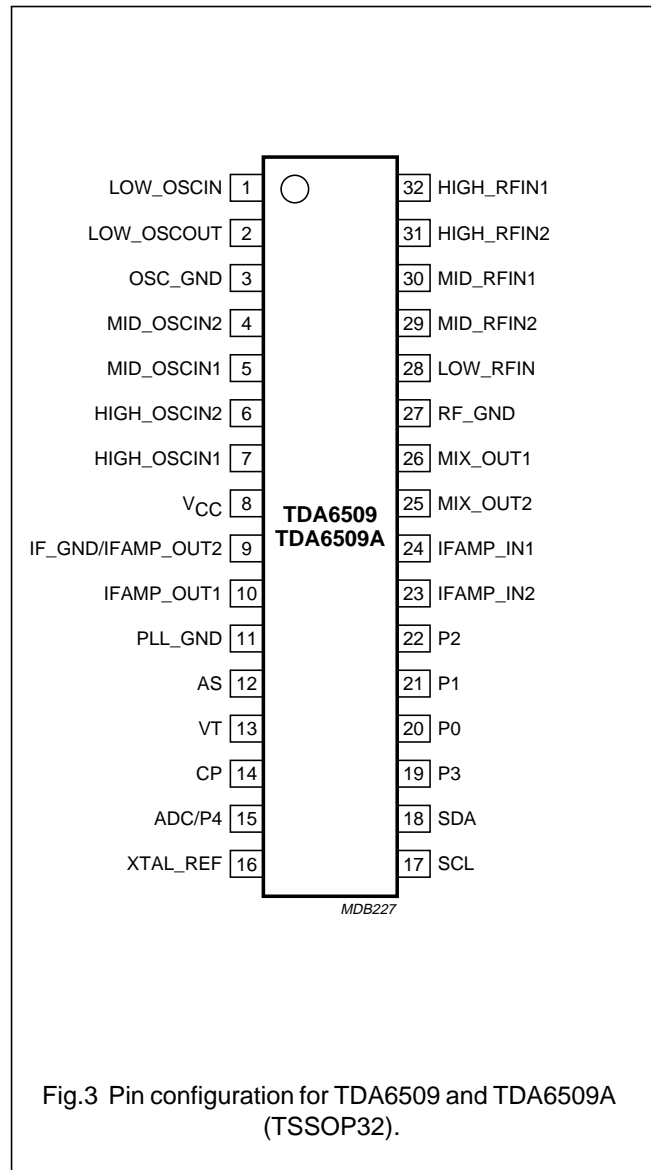 LOW_OSCIN 1 32 HIGH_RFIN1
LOW_OSCOUT 2 31 HIGH_RFIN2
OSC_GND 3 30 MID_RFIN1
MID_OSCIN2 4 29 MID_RFIN2
MID_OSCIN1 5 28 LOW_RFIN
HIGH_OSCIN2 6 27 RF_GND
HIGH_OSCIN1 7 26 MIX_OUT1
VCC 8 25 MIX_OUT2
TDA6509
TDA6509A
IF_GND/IFAMP_OUT2 9 24 IFAMP_IN1
IFAMP_OUT1 10 23 IFAMP_IN2
PLL_GND 11 22 P2
AS 12 21 P1
VT 13 20 P0
CP 14 19 P3
ADC/P4 15 18 SDA
XTAL_REF 16 17 SCL
MDB227
Fig.3 Pin configuration for TDA6509 and TDA6509A
(TSSOP32).